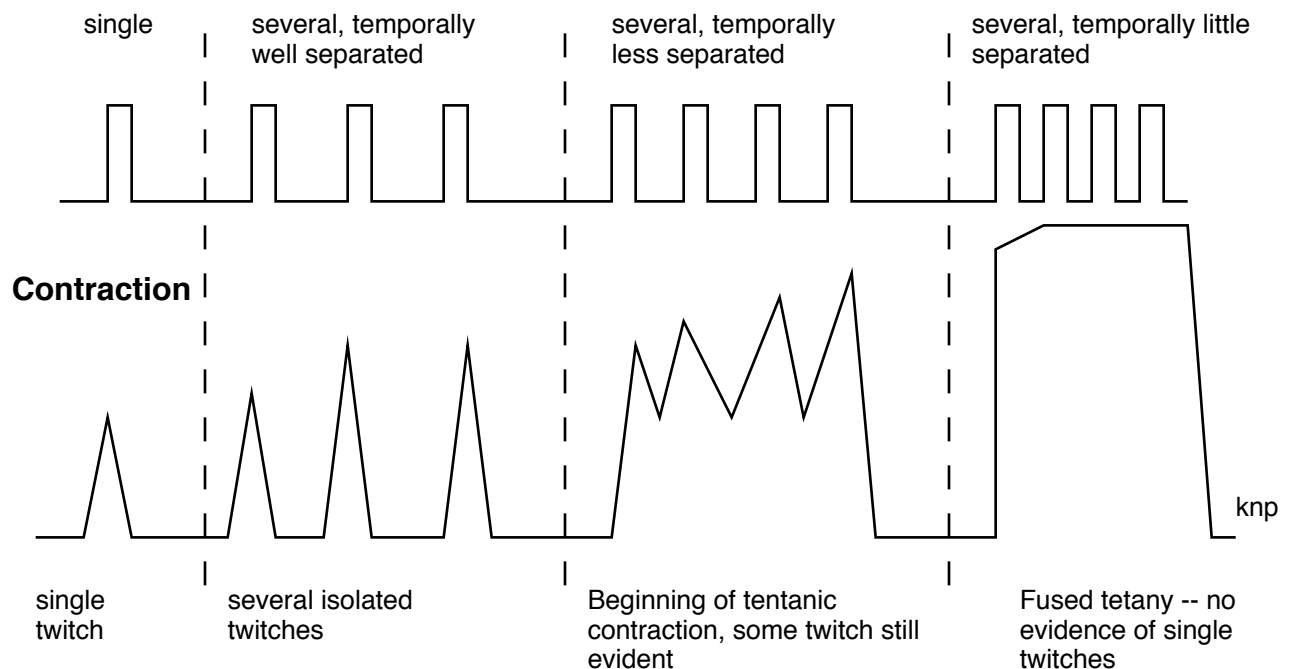 single
several, temporally
well separated
several, temporally
less separated
several, temporally little
separated
Contraction
knp
single
twitch
several isolated
twitches
Beginning of tentanic
contraction, some twitch still
evident
Fused tetany -- no
evidence of single
twitches